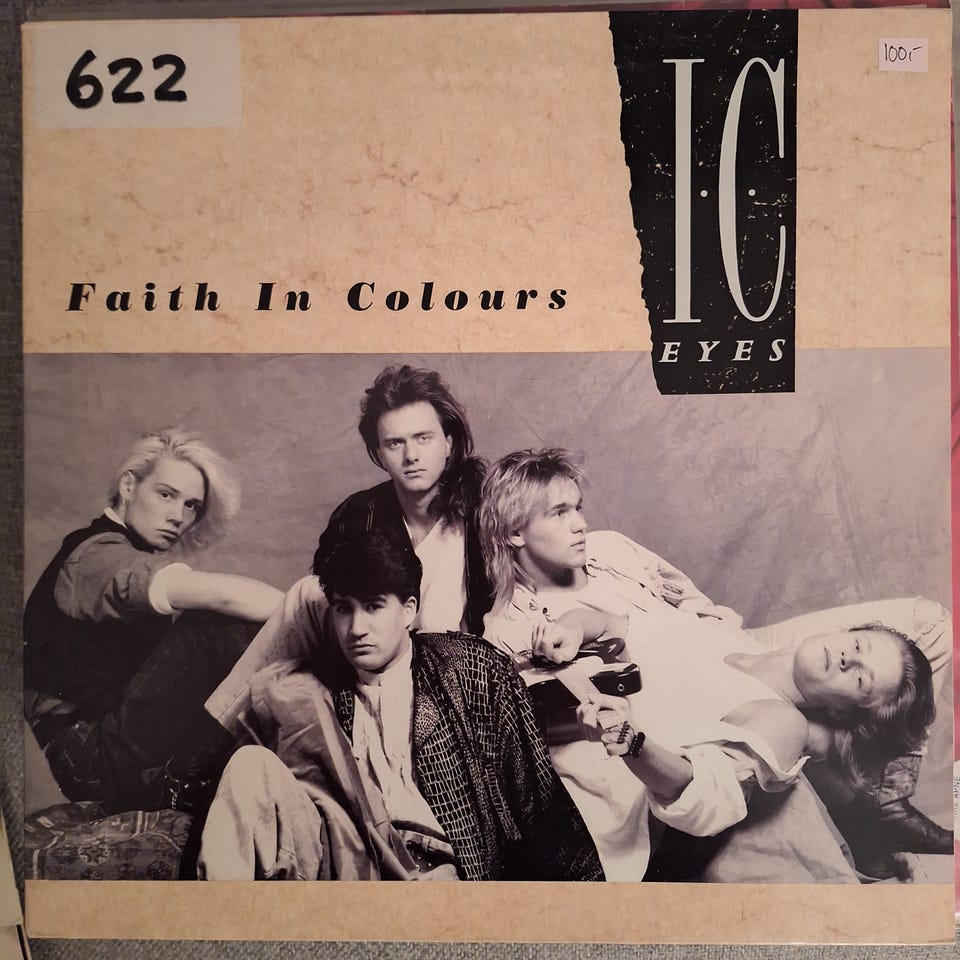 622
I·C·
EYES
100,-
Faith In Colours